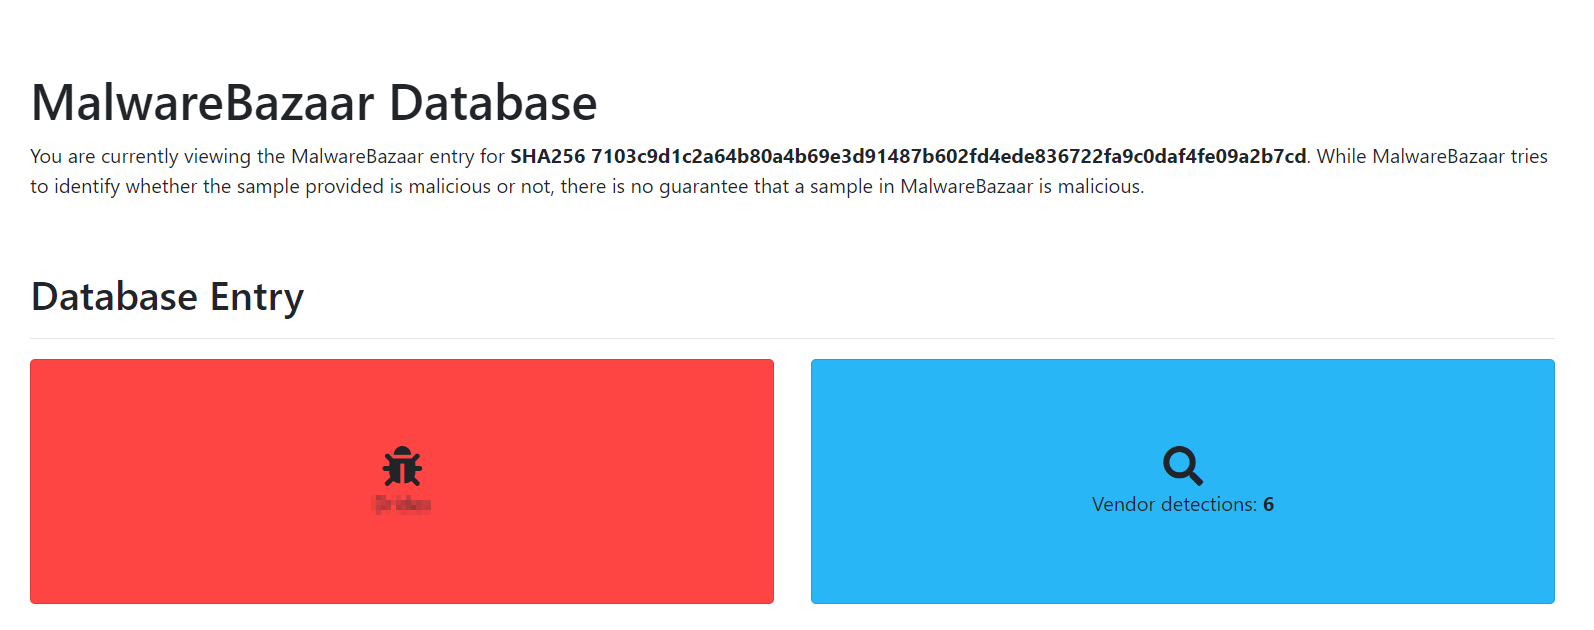 MalwareBazaar Database
You are currently viewing the MalwareBazaar entry for SHA256 7103c9d1c2a64b80a4b69e3d91487b602fd4ede836722fa9c0daf4fe09a2b7cd. While MalwareBazaar tries
to identify whether the sample provided is malicious or not, there is no guarantee that a sample in MalwareBazaar is malicious.
Database Entry
Vendor detections: 6